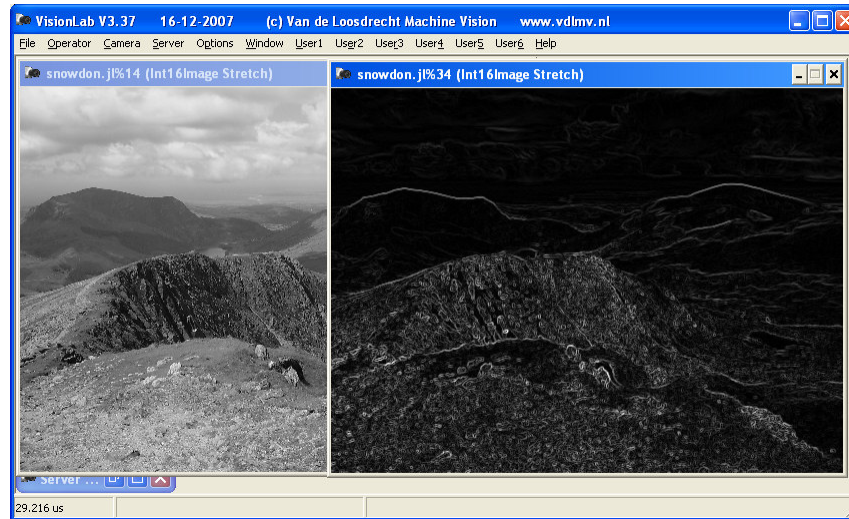 VisionLab V3.37 16-12-2007 (c) Van de Loosdrecht Machine Vision www.vdlmv.nl
File Operator Camera Server Options Window User1 User2 User3 User4 User5 User6 Help
snowdon.jl%14 (Int16Image Stretch)
snowdon.jl%34 (Int16Image Stretch)
Server ...
29.216 us